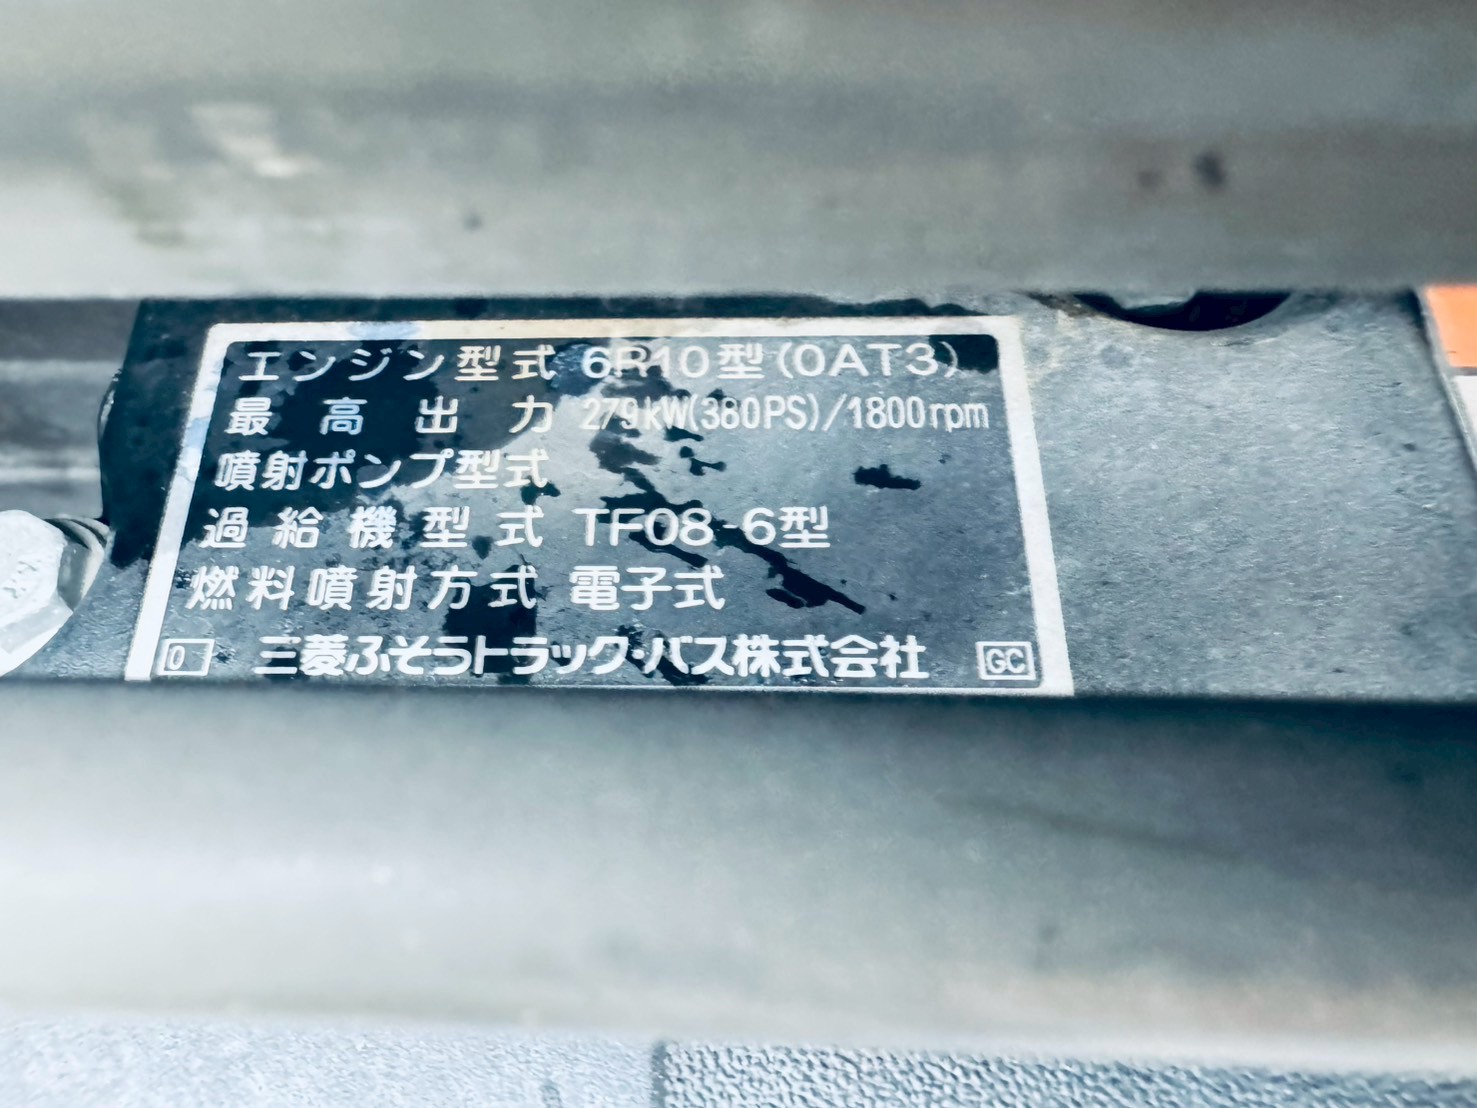 エンジン型式 6R10型(0AT3)
最高出力 279kW(380PS)/1800rpm
噴射ポンプ型式
過給機型式 TF08-6型
燃料噴射方式 電子式
0 三菱ふそうトラック・バス株式会社 GC